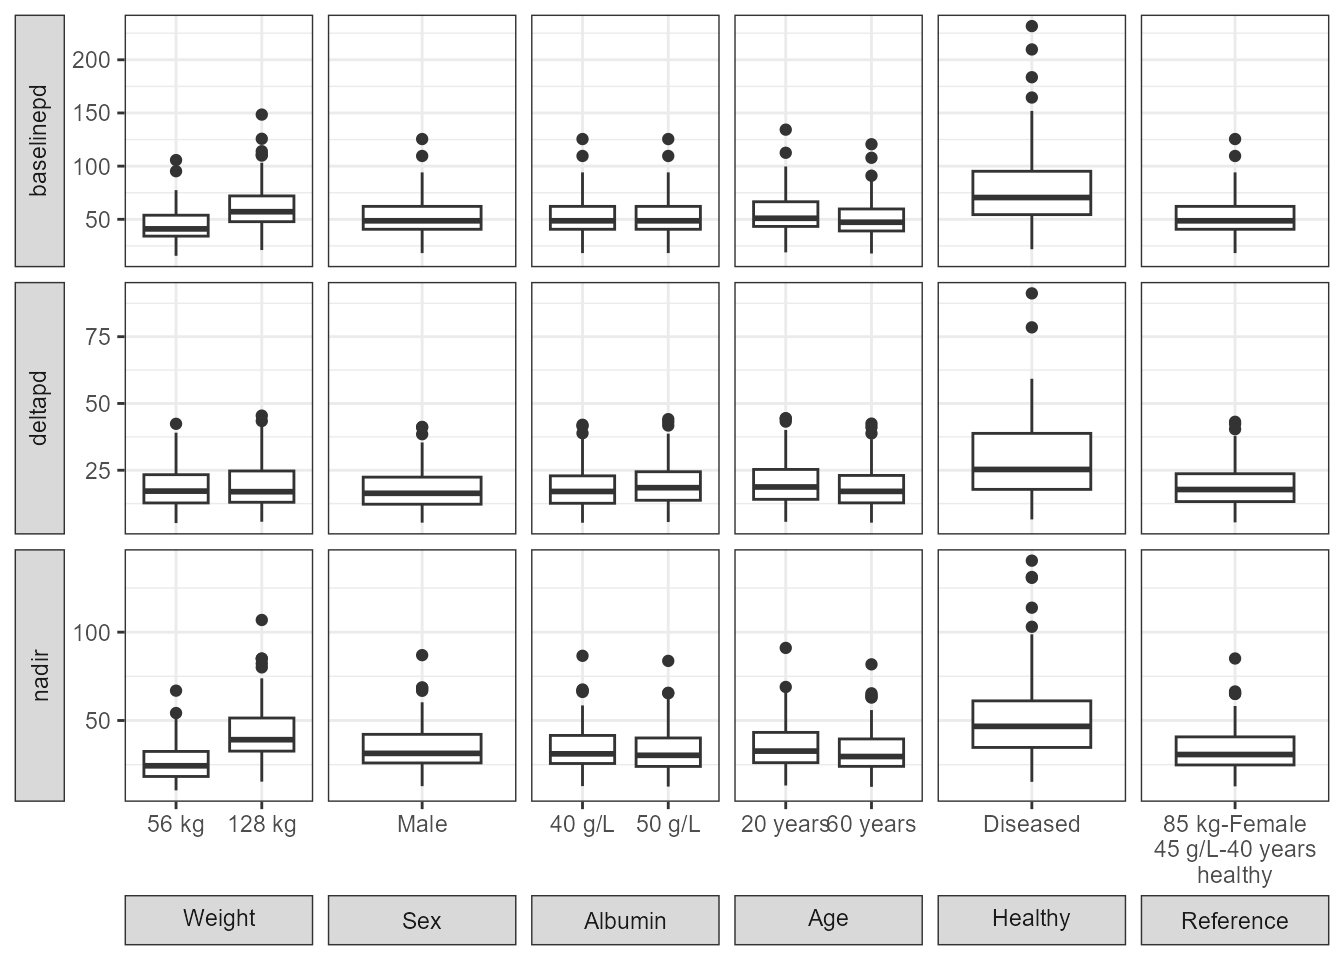 baselinepd
200
150
100
50
deltapd
75
50
25
nadir
100
50
56 kg 128 kg
Male
40 g/L 50 g/L
20 years 60 years
Diseased
85 kg-Female
45 g/L-40 years
healthy
Weight
Sex
Albumin
Age
Healthy
Reference